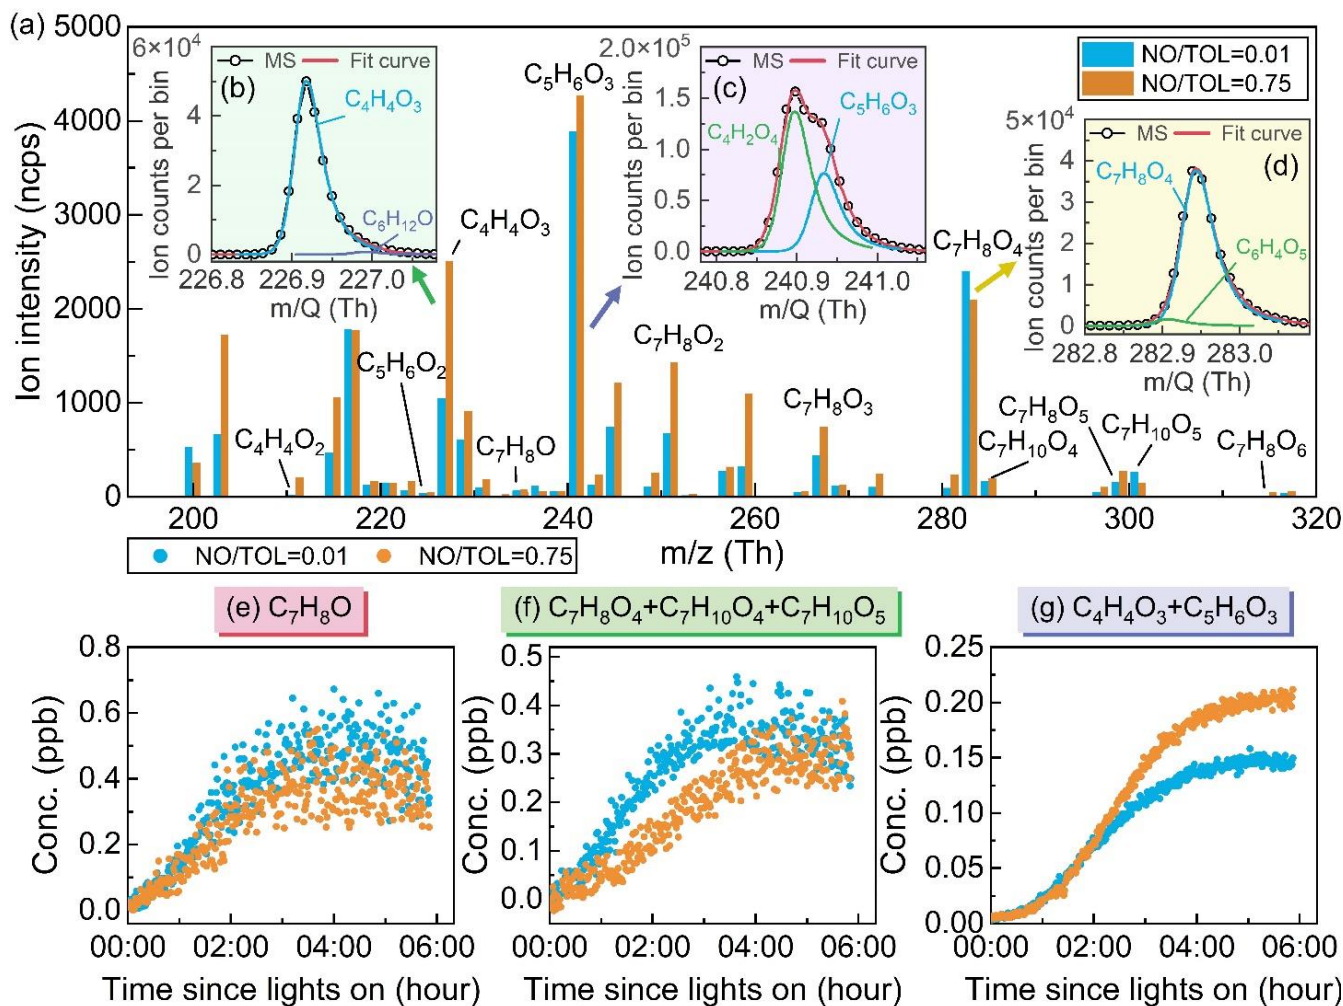 (a)
Ion intensity (ncps)
5000
4000
3000
2000
1000
0
200
220
240
260
280
300
320
m/z (Th)
NO/TOL=0.01
NO/TOL=0.75
C₄H₄O₂
C₅H₆O₂
C₄H₄O₃
C₇H₈O
C₅H₆O₃
C₇H₈O₂
C₇H₈O₃
C₇H₈O₄
C₇H₁₀O₄
C₇H₈O₅
C₇H₁₀O₅
C₇H₈O₆
(b)
MS
Fit curve
C₄H₄O₃
C₆H₁₂O
Ion counts per bin
6×10⁴
4
2
0
226.8
226.9
227.0
m/Q (Th)
(c)
MS
Fit curve
C₄H₂O₄
C₅H₆O₃
Ion counts per bin
2.0×10⁵
1.5
1.0
0.5
0.0
240.8
240.9
241.0
m/Q (Th)
(d)
MS
Fit curve
C₇H₈O₄
C₆H₄O₅
Ion counts per bin
5×10⁴
4
3
2
1
0
282.8
282.9
283.0
m/Q (Th)
NO/TOL=0.01
NO/TOL=0.75
(e) C₇H₈O
Conc. (ppb)
0.8
0.6
0.4
0.2
0.0
00:00
02:00
04:00
06:00
Time since lights on (hour)
(f) C₇H₈O₄+C₇H₁₀O₄+C₇H₁₀O₅
Conc. (ppb)
0.5
0.4
0.3
0.2
0.1
0.0
00:00
02:00
04:00
06:00
Time since lights on (hour)
(g) C₄H₄O₃+C₅H₆O₃
Conc. (ppb)
0.25
0.20
0.15
0.10
0.05
0.00
00:00
02:00
04:00
06:00
Time since lights on (hour)